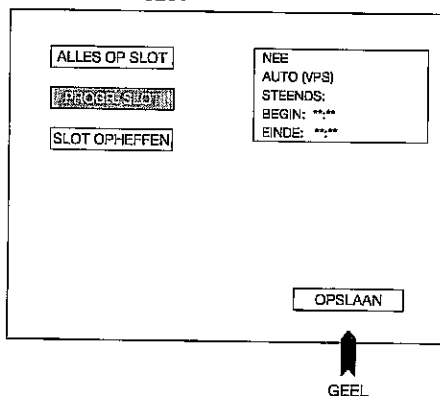 ALLES OP SLOT
SLOT OPHEFFEN
NEE
AUTO (VPS)
STEENDS:
BEGIN: **:**
EINDE: **:**
OPSLAAN
GEEL